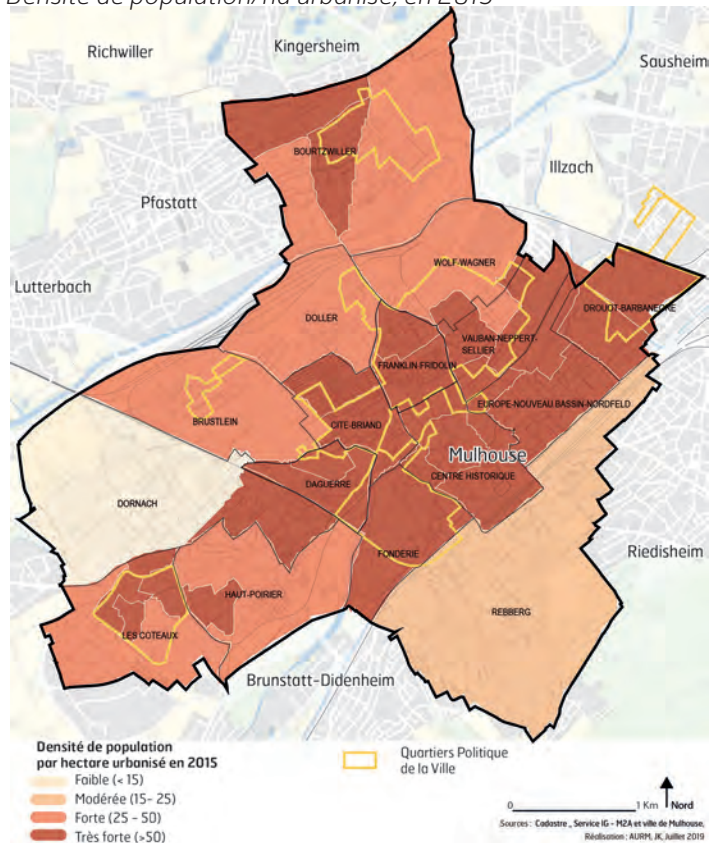 Densité de population/ha urbanisé, en 2015
Richwiller
Kingersheim
Sausheim
BOURTZWILLER
Illzach
Pfastatt
WOLF-WAGNER
Lutterbach
DROUOT-BARBANEGRE
DOLLER
VAUBAN-NEPPERT-
SELLIER
FRANKLIN FRIDOLIN
EUROPE-NOUVEAU BASSIN-NORDFELD
BRUSTLEIN
CITE-BRIAND
Mulhouse
CENTRE HISTORIQUE
DAGUERRE
DORNACH
FONDERIE
Riedisheim
HAUT-POIRIER
REBBERG
LES COTEAUX
Brunstatt-Didenheim
Densité de population
par hectare urbanisé en 2015
Faible (< 15)
Modérée (15- 25)
Forte (25 - 50)
Très forte (>50)
Quartiers Politique
de la Ville
0 1 Km Nord
Sources : Cadastre , Service IG - M2A et ville de Mulhouse,
Réalisation : AURM, JK, Juillet 2019